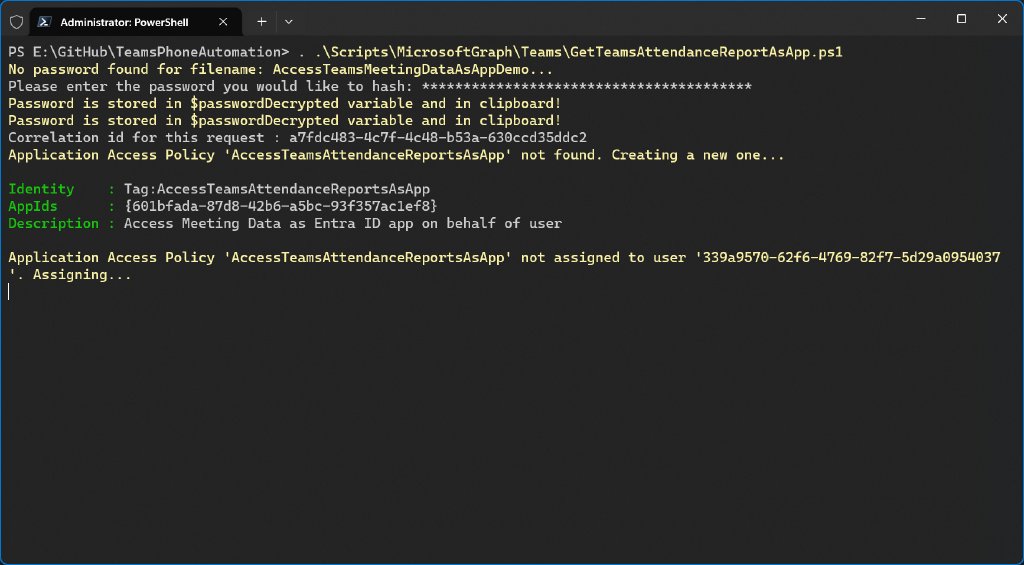 Administrator: PowerShell
PS E:\GitHub\TeamsPhoneAutomation> . .\Scripts\MicrosoftGraph\Teams\GetTeamsAttendanceReportAsApp.ps1
No password found for filename: AccessTeamsMeetingDataAsAppDemo...
Please enter the password you would like to hash: ****************************************
Password is stored in $passwordDecrypted variable and in clipboard!
Password is stored in $passwordDecrypted variable and in clipboard!
Correlation id for this request : a7fdc483-4c7f-4c48-b53a-630ccd35ddc2
Application Access Policy 'AccessTeamsAttendanceReportsAsApp' not found. Creating a new one...
Identity    : Tag:AccessTeamsAttendanceReportsAsApp
AppIds      : {601bfada-87d8-42b6-a5bc-93f357ac1ef8}
Description : Access Meeting Data as Entra ID app on behalf of user
Application Access Policy 'AccessTeamsAttendanceReportsAsApp' not assigned to user '339a9570-62f6-4769-82f7-5d29a0954037
'. Assigning...